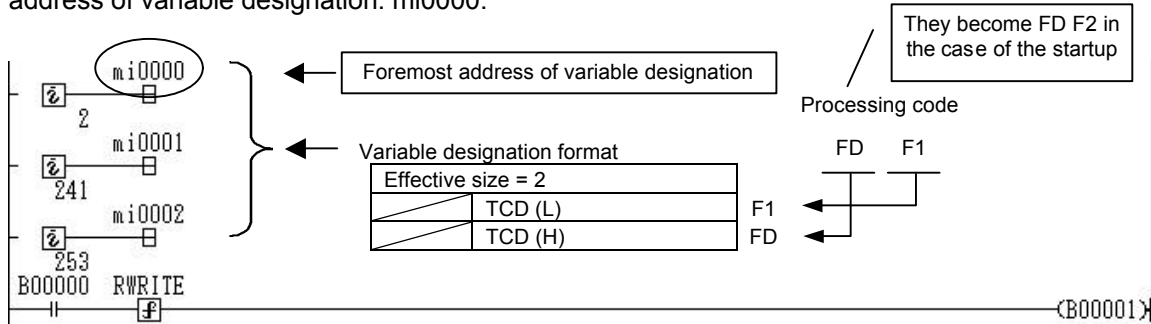 address of variable designation: mi0000.
They become FD F2 in
the case of the startup
mi0000
Foremost address of variable designation
Processing code
2
mi0001
Variable designation format
FD F1
Effective size = 2
241
TCD (L) F1
mi0002
TCD (H) FD
253
B00000 RWRITE
f
(B00001)